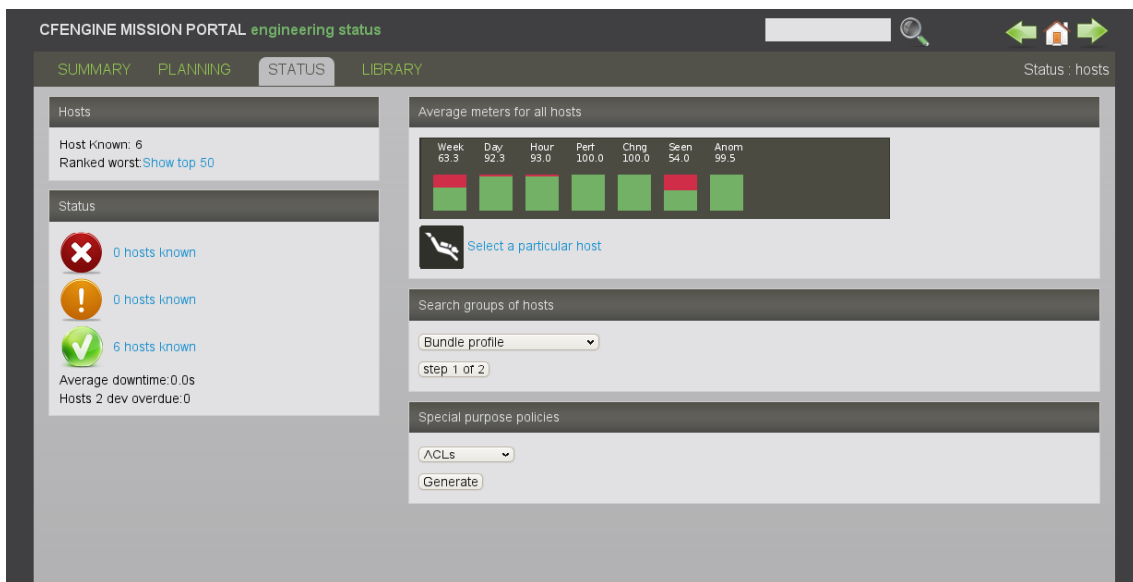 CFENGINE MISSION PORTAL engineering status
SUMMARY PLANNING STATUS LIBRARY
Status : hosts
Hosts
Host Known: 6
Ranked worst:Show top 50
Status
0 hosts known
0 hosts known
6 hosts known
Average downtime:0.0s
Hosts 2 dev overdue:0
Average meters for all hosts
Week Day Hour Perf Chng Seen Anom
63.3 92.3 93.0 100.0 100.0 54.0 99.5
Select a particular host
Search groups of hosts
Bundle profile
step 1 of 2
Special purpose policies
ACLs
Generate